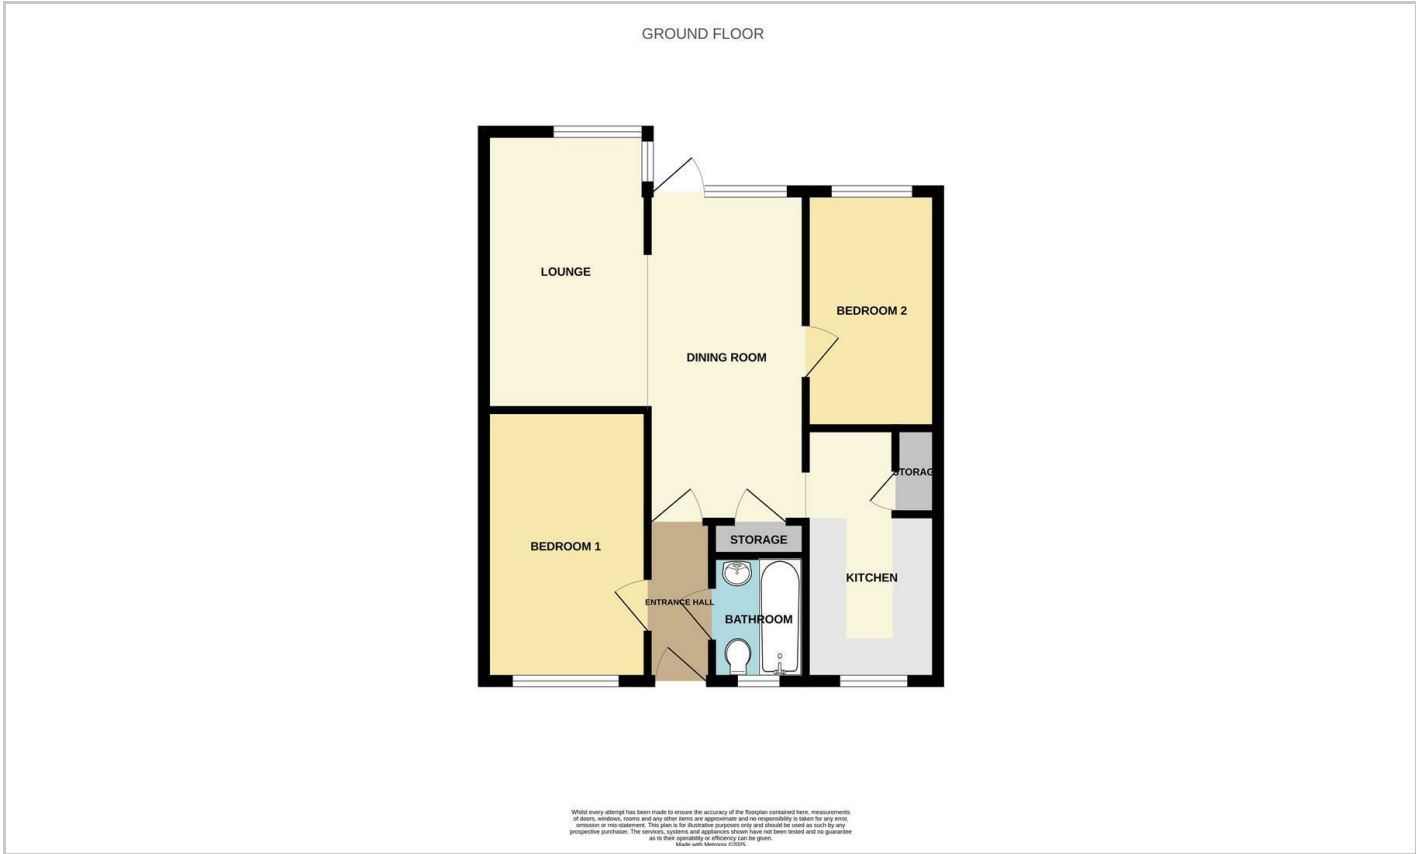 GROUND FLOOR
LOUNGE
BEDROOM 2
DINING ROOM
STORAG
STORAGE
BEDROOM 1
KITCHEN
ENTRANCE HALL
BATHROOM
Whilst every attempt has been made to ensure the accuracy of the floorplan contained here, measurements
of doors, windows, rooms and any other items are approximate and no responsibility is taken for any error,
omission or mis-statement. This plan is for illustrative purposes only and should be used as such by any
prospective purchaser. The services, systems and appliances shown have not been tested and no guarantee
as to their operability or efficiency can be given.
Made with Metropix ©2025